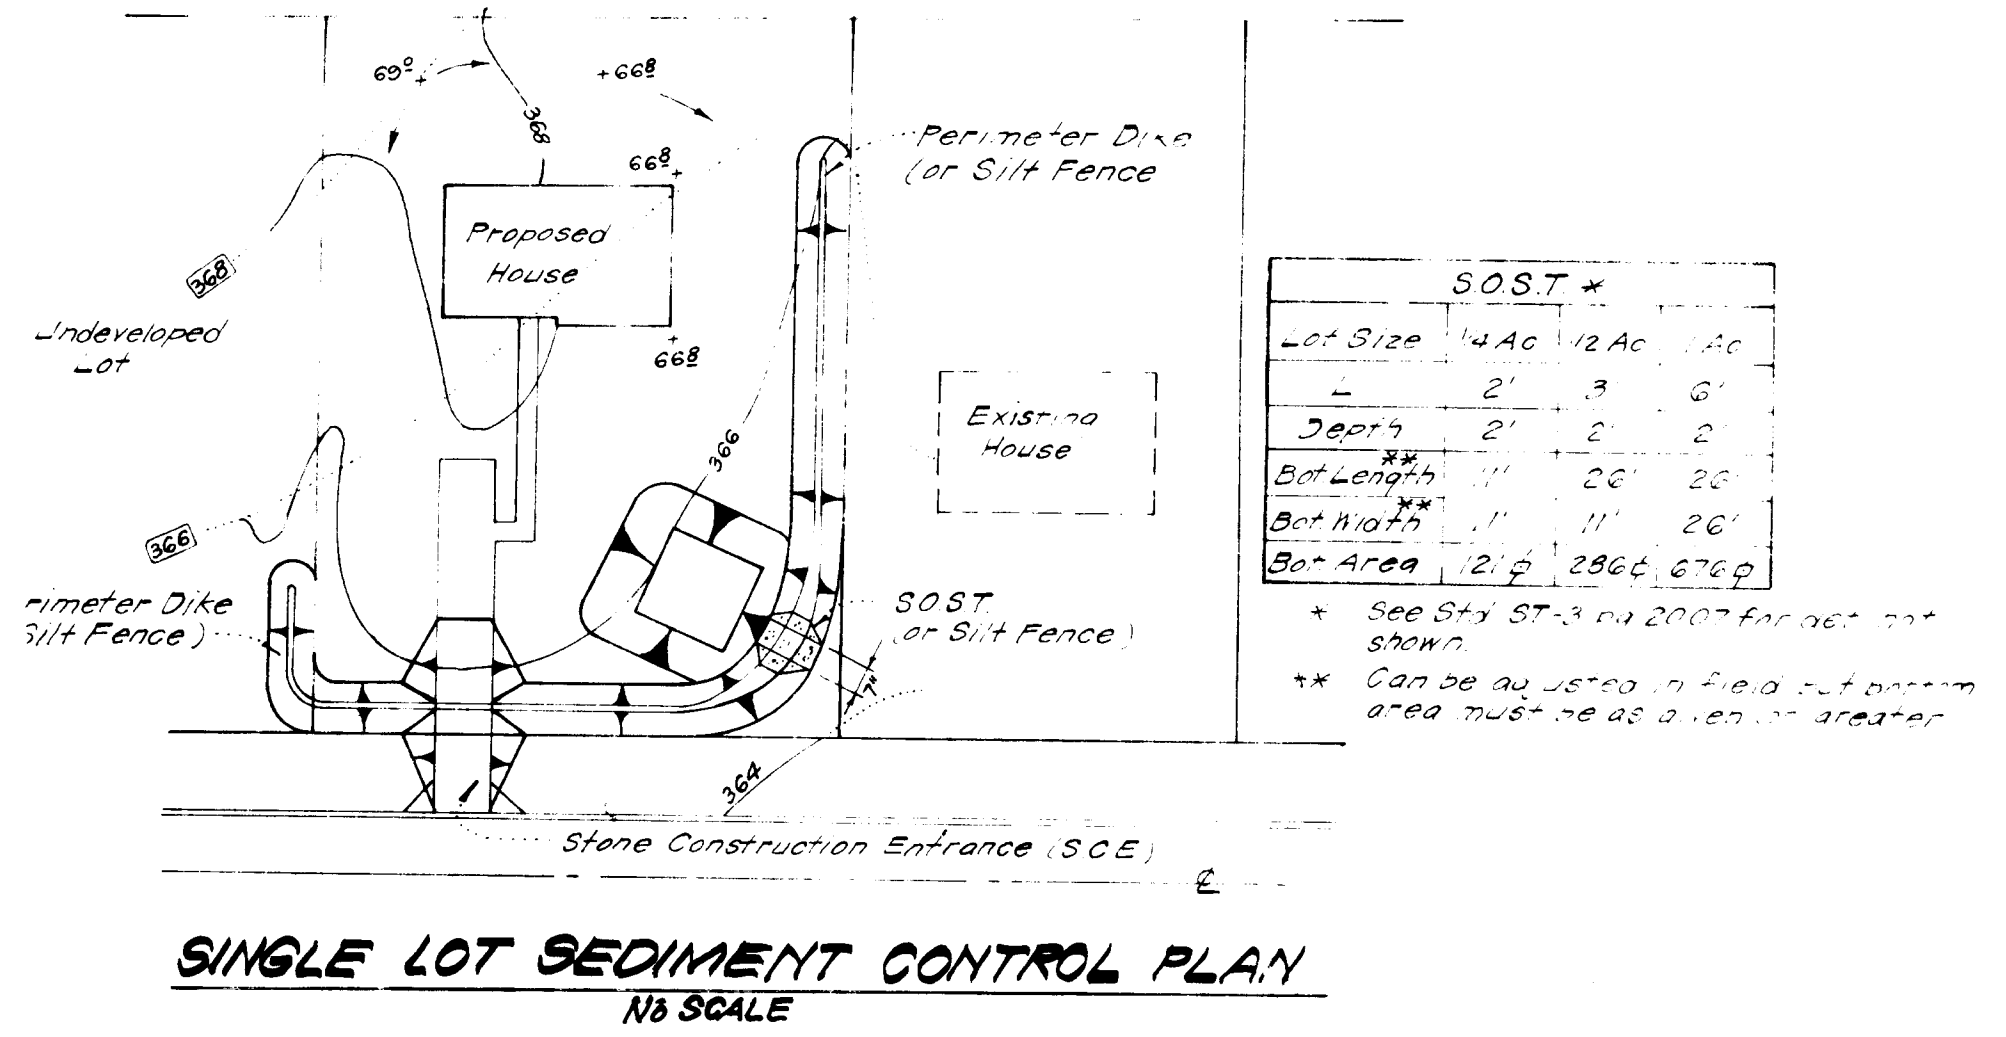 69⁰
+66⁸
368
66⁸
Perimeter Dike
(or Silt Fence
Proposed
House
368
Undeveloped
Lot
66⁸
Existing
House
366
366
Perimeter Dike
Silt Fence)
S.O.S.T.
(or Silt Fence)
7"
364
Stone Construction Entrance (S.C.E.)
℄
S.O.S.T. *
Lot Size 1/4 Ac 1/2 Ac 1 Ac
L 2' 3' 6'
Depth 2' 2' 2'
Bot. Length** 11' 26' 26'
Bot. Width** 11' 11' 26'
Bot Area 121 286 676
* See Std ST-3 pg 20.07 for det. not
shown.
** Can be adjusted in field but bottom
area must be as given or greater
SINGLE LOT SEDIMENT CONTROL PLAN
No SCALE